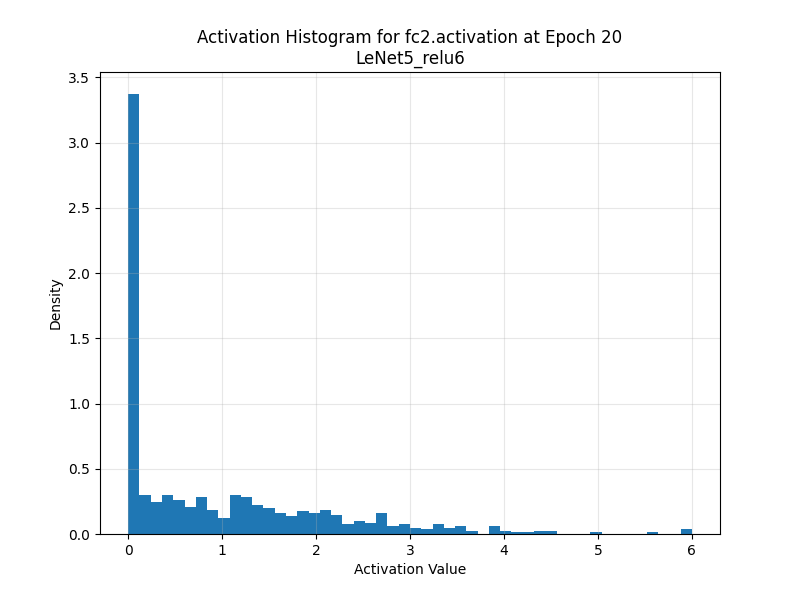 Activation Histogram for fc2.activation at Epoch 20
LeNet5_relu6
3.5
3.0
2.5
2.0
1.5
1.0
0.5
0.0
Density
0 1 2 3 4 5 6
Activation Value